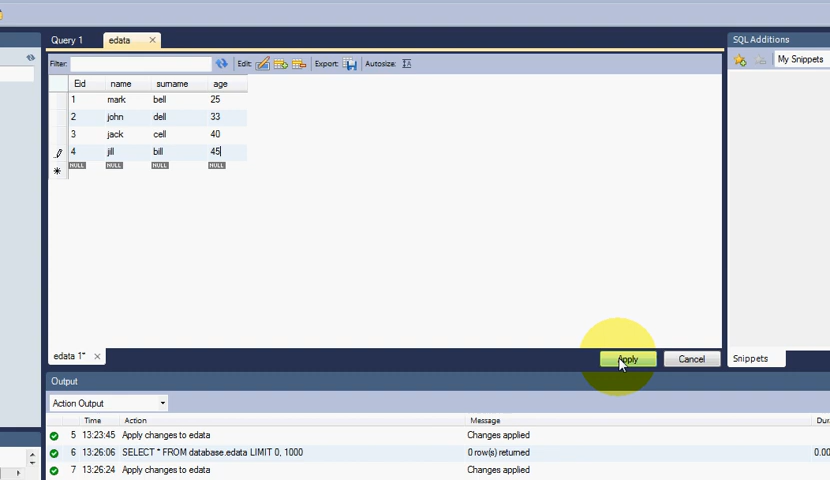 Query 1 edata SQL Additions
Filter: Edit: Export: Autosize: My Snippets
Eid name surname age
1 mark bell 25
2 john dell 33
3 jack cell 40
4 jill bill 45
NULL NULL NULL NULL
edata 1* Apply Cancel Snippets
Output
Action Output
Time Action Message
5 13:23:45 Apply changes to edata Changes applied
6 13:26:06 SELECT * FROM database.edata LIMIT 0, 1000 0 row(s) returned
7 13:26:24 Apply changes to edata Changes applied